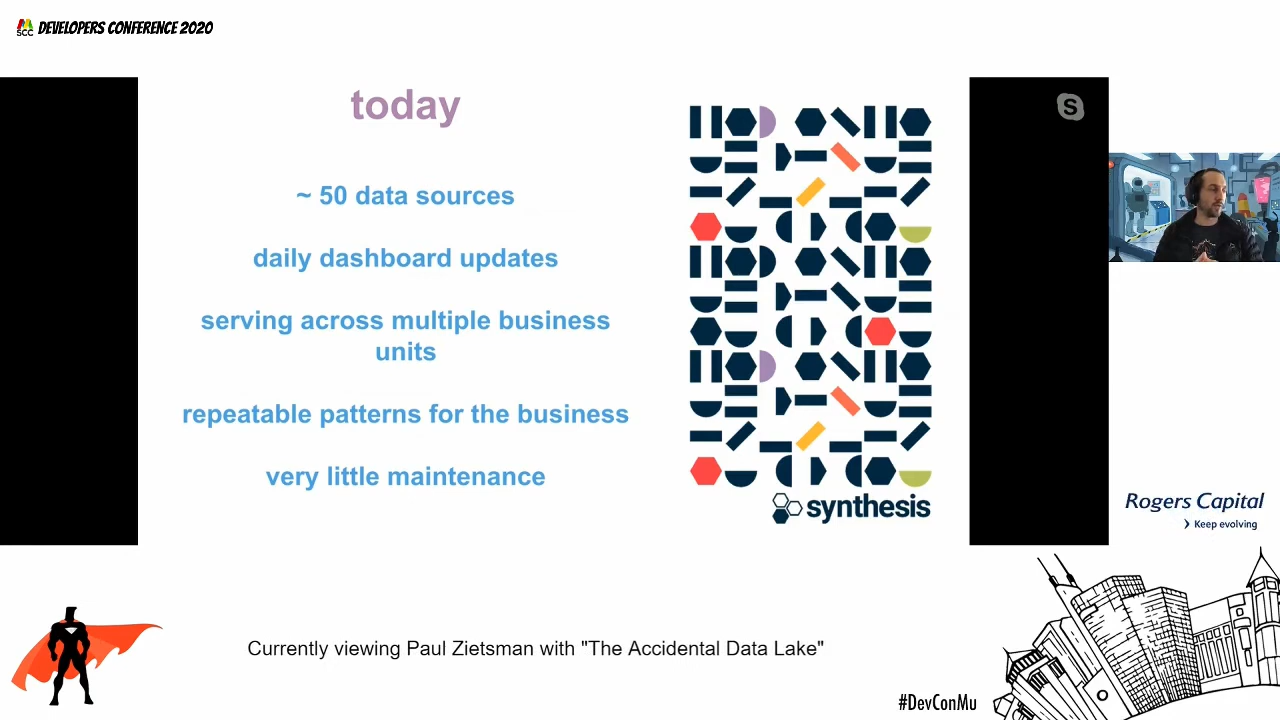 SCC DEVELOPERS CONFERENCE 2020
today
~ 50 data sources
daily dashboard updates
serving across multiple business
units
repeatable patterns for the business
very little maintenance
synthesis
S
Rogers Capital
Keep evolving
Currently viewing Paul Zietsman with "The Accidental Data Lake"
#DevConMu